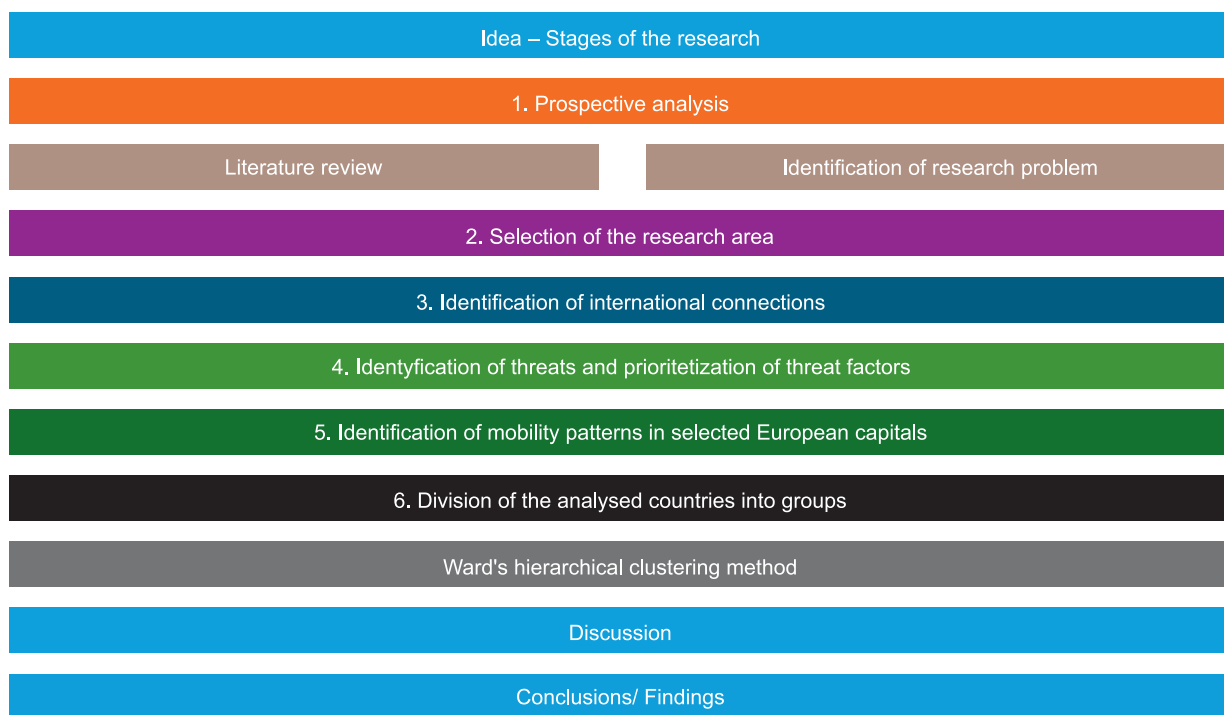 Idea – Stages of the research
1. Prospective analysis
Literature review
Identification of research problem
2. Selection of the research area
3. Identification of international connections
4. Identyfication of threats and prioritetization of threat factors
5. Identification of mobility patterns in selected European capitals
6. Division of the analysed countries into groups
Ward's hierarchical clustering method
Discussion
Conclusions/ Findings